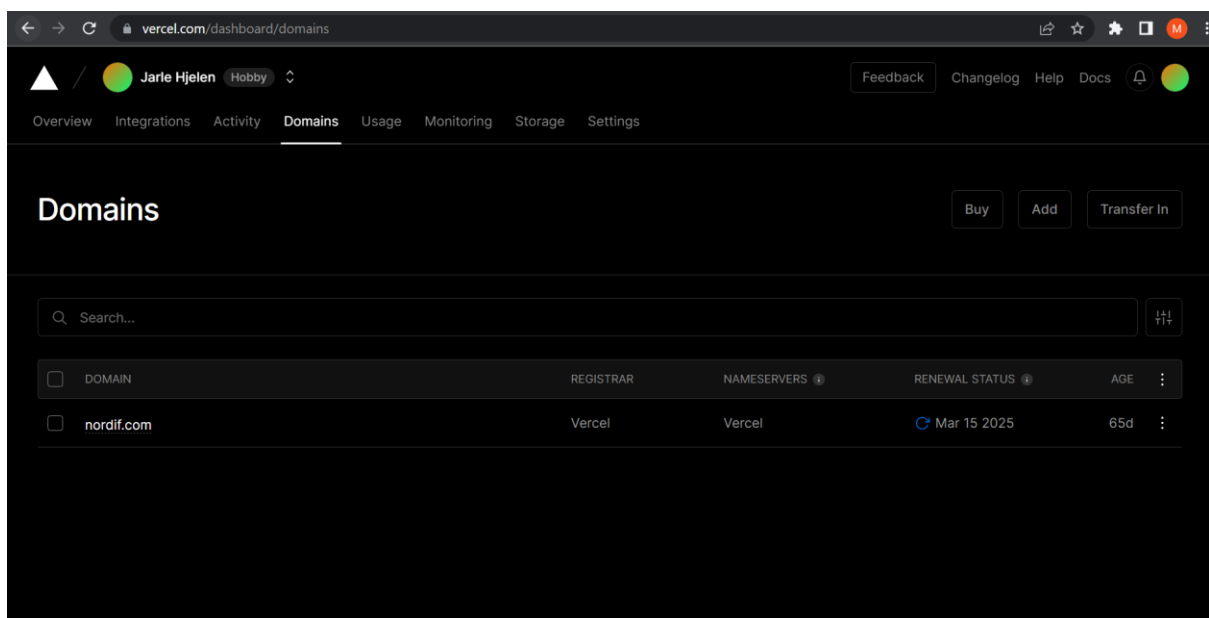 vercel.com/dashboard/domains
M
Jarle Hjelen Hobby
Feedback Changelog Help Docs
Overview Integrations Activity Domains Usage Monitoring Storage Settings
Domains
Buy Add Transfer In
Search...
DOMAIN REGISTRAR NAMESERVERS RENEWAL STATUS AGE
nordif.com Vercel Vercel Mar 15 2025 65d